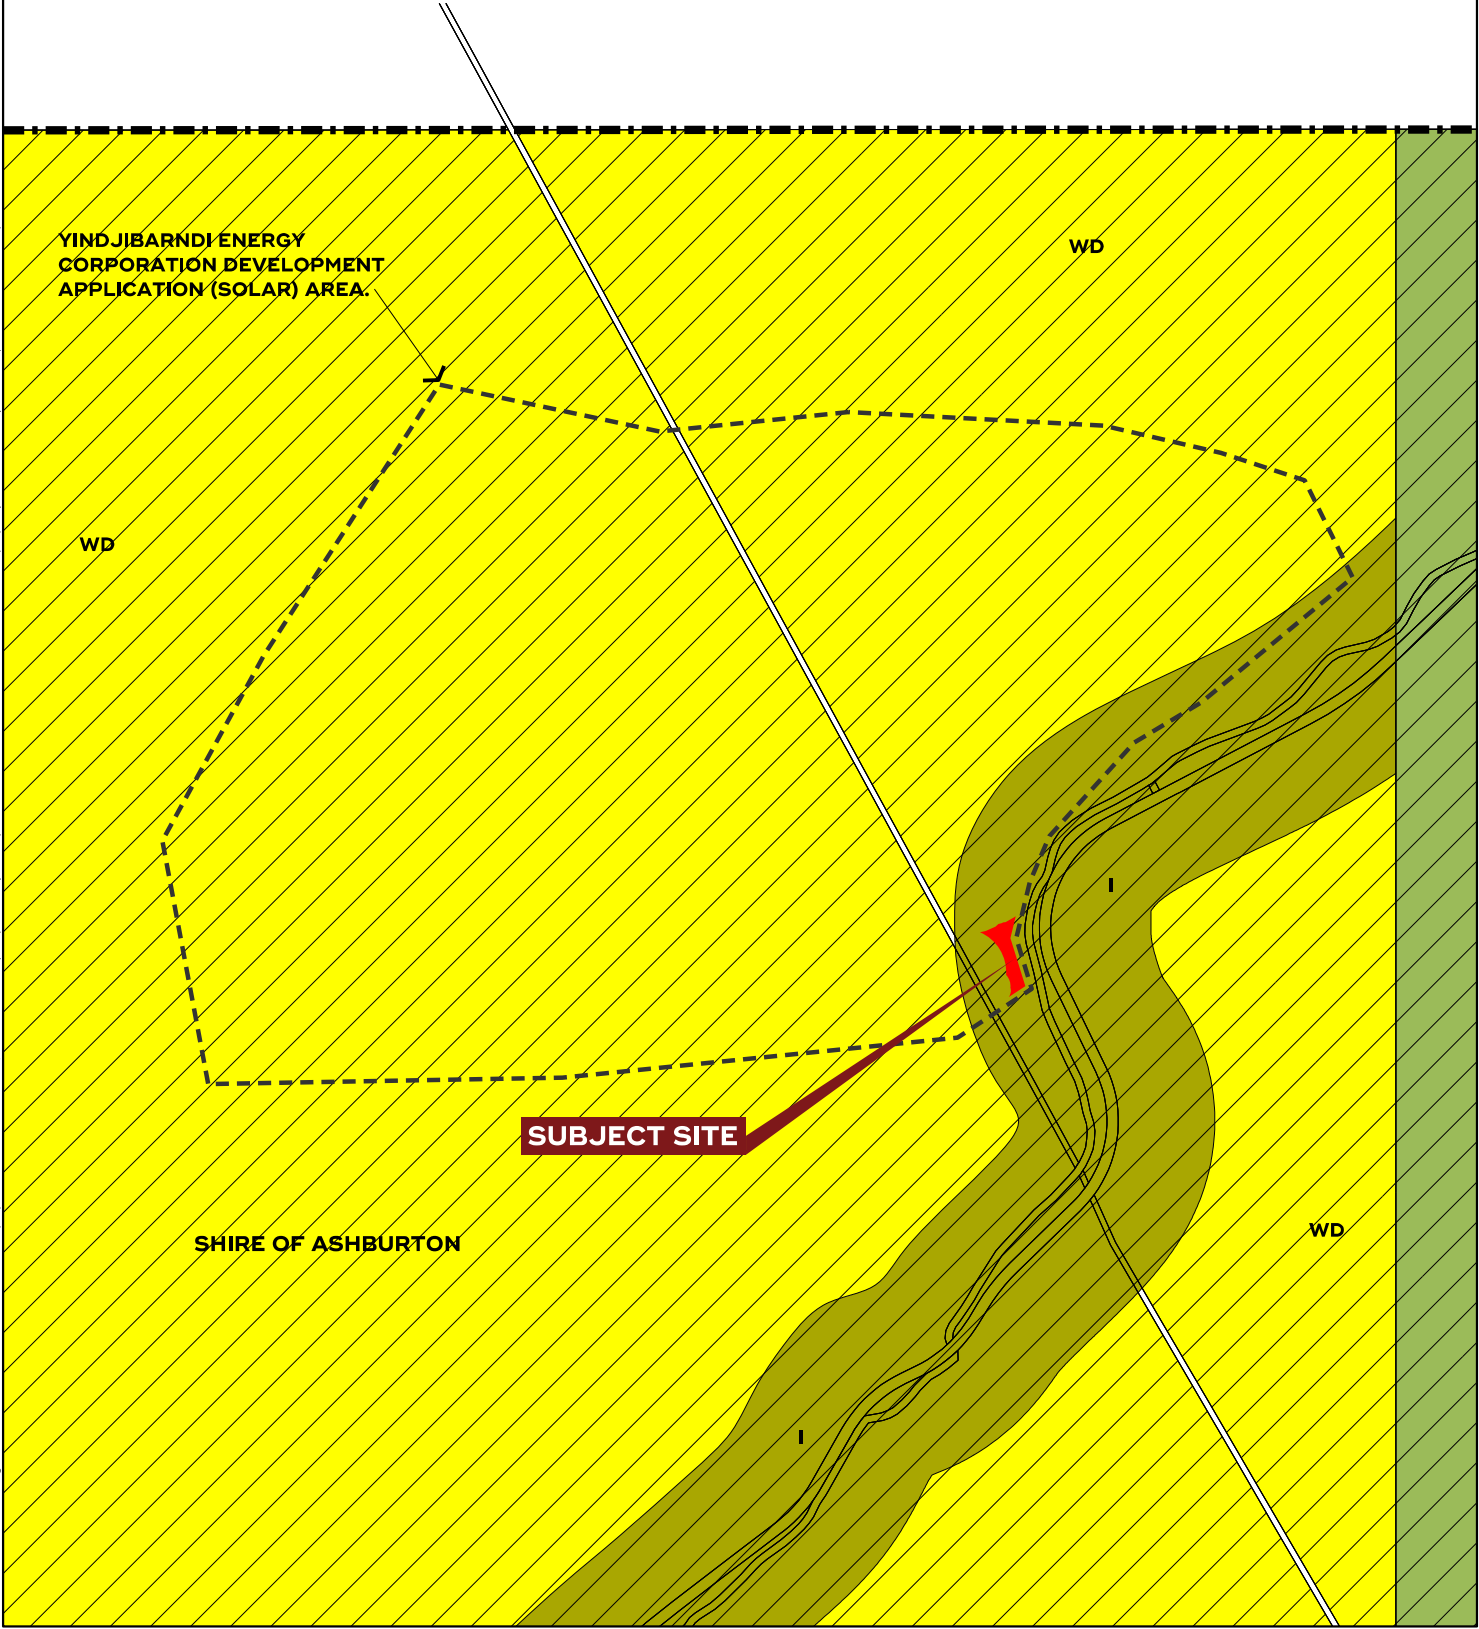 YINDJIBARNDI ENERGY
CORPORATION DEVELOPMENT
APPLICATION (SOLAR) AREA.
WD
WD
I
SUBJECT SITE
SHIRE OF ASHBURTON
WD
I